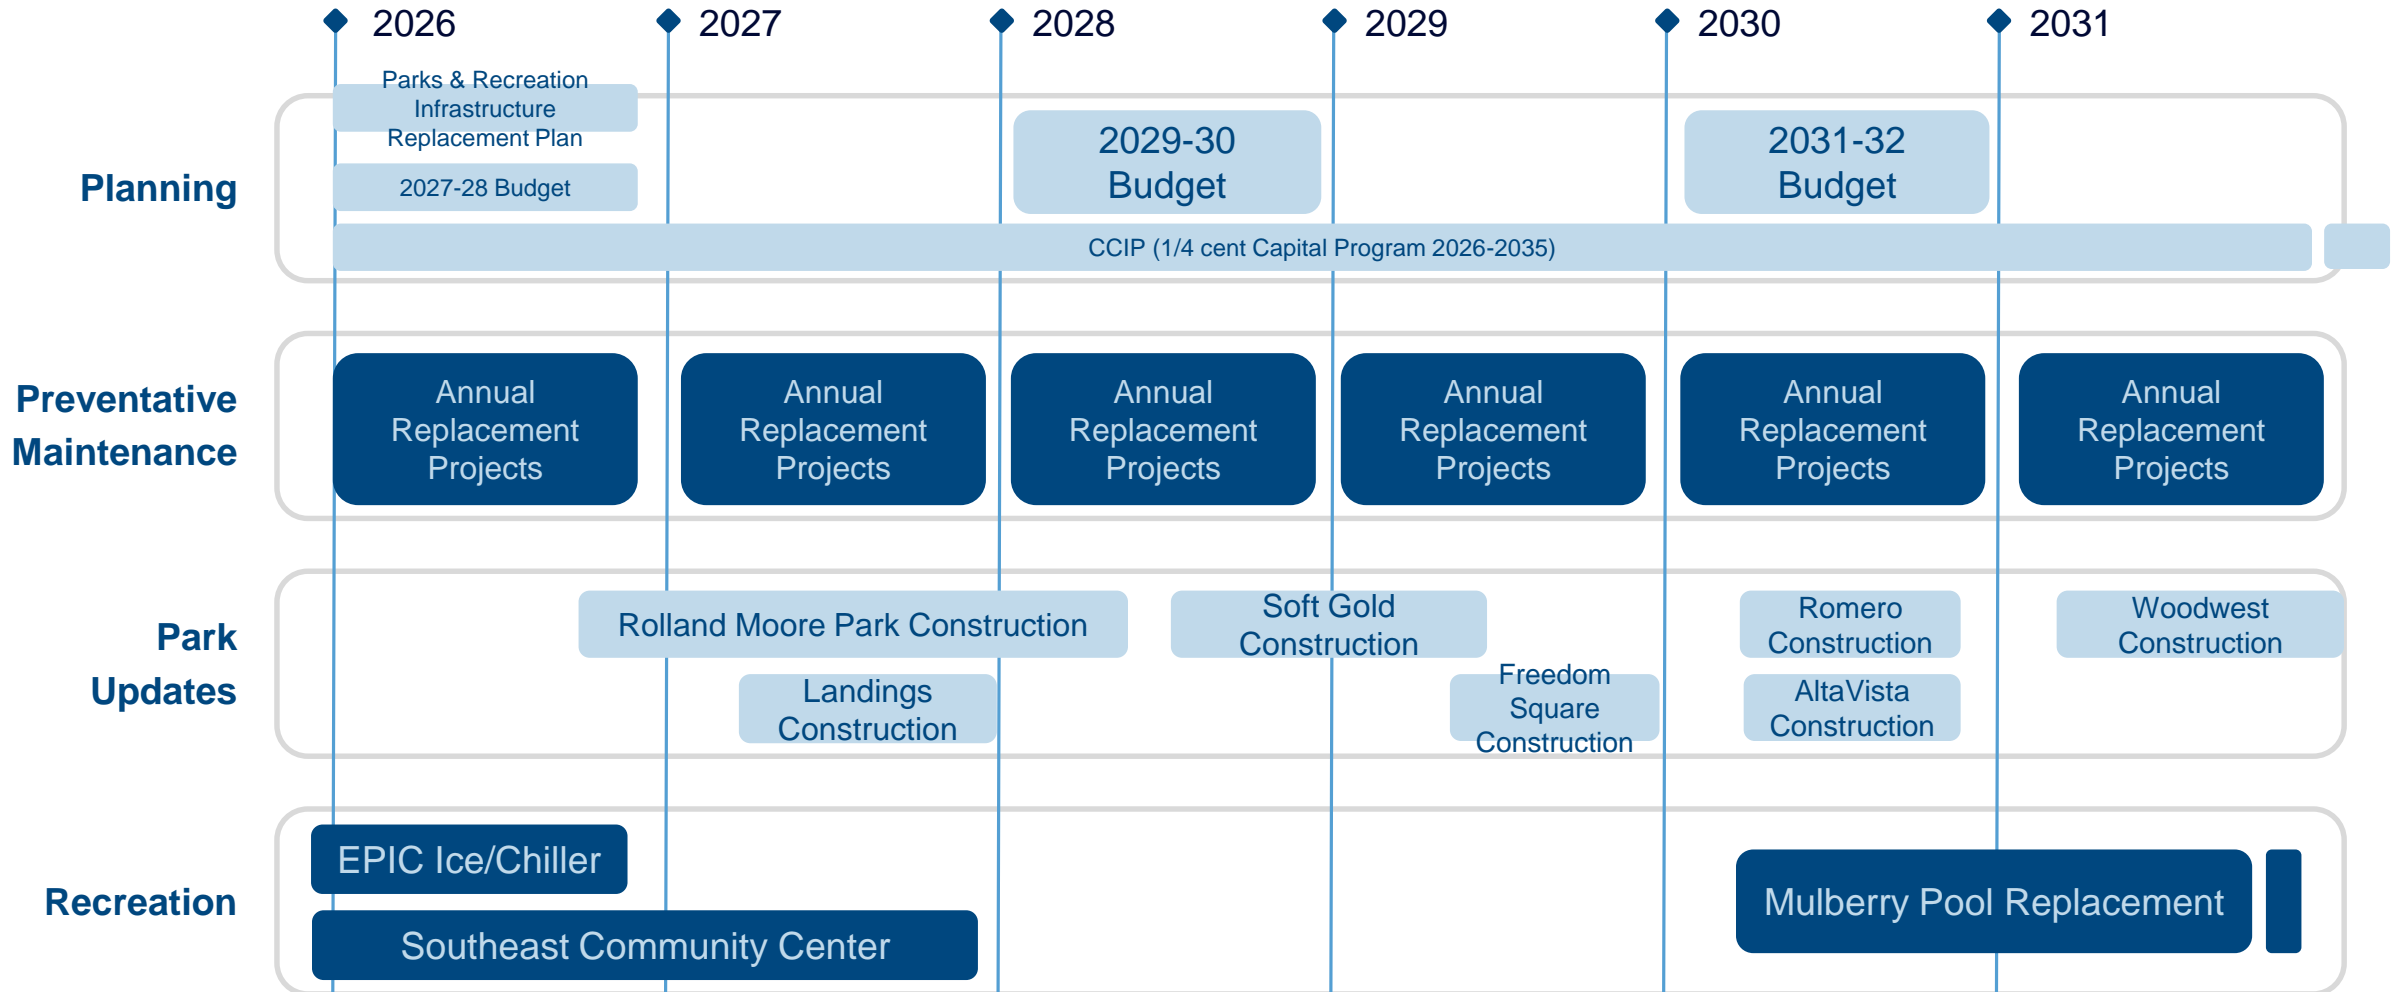 2026
2027
2028
2029
2030
2031
Planning
Parks & Recreation
Infrastructure
Replacement Plan
2027-28 Budget
2029-30
Budget
2031-32
Budget
CCIP (1/4 cent Capital Program 2026-2035)
Preventative
Maintenance
Annual
Replacement
Projects
Annual
Replacement
Projects
Annual
Replacement
Projects
Annual
Replacement
Projects
Annual
Replacement
Projects
Annual
Replacement
Projects
Park
Updates
Rolland Moore Park Construction
Landings
Construction
Soft Gold
Construction
Freedom
Square
Construction
Romero
Construction
AltaVista
Construction
Woodwest
Construction
Recreation
EPIC Ice/Chiller
Southeast Community Center
Mulberry Pool Replacement